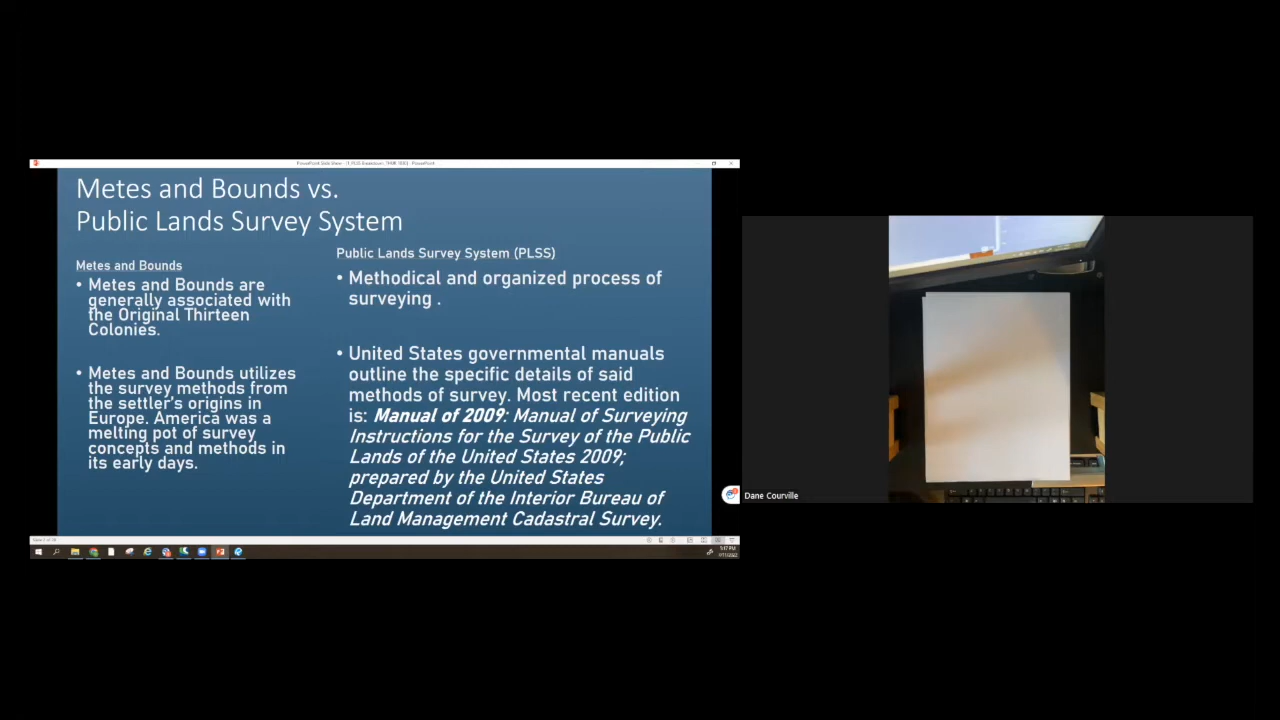 Metes and Bounds vs.
Public Lands Survey System
Metes and Bounds
• Metes and Bounds are
generally associated with
the Original Thirteen
Colonies.
• Metes and Bounds utilizes
the survey methods from
the settler's origins in
Europe. America was a
melting pot of survey
concepts and methods in
its early days.
Public Lands Survey System (PLSS)
• Methodical and organized process of
surveying .
• United States governmental manuals
outline the specific details of said
methods of survey. Most recent edition
is: Manual of 2009: Manual of Surveying
Instructions for the Survey of the Public
Lands of the United States 2009;
prepared by the United States
Department of the Interior Bureau of
Land Management Cadastral Survey.
5:17 PM
Dane Courville